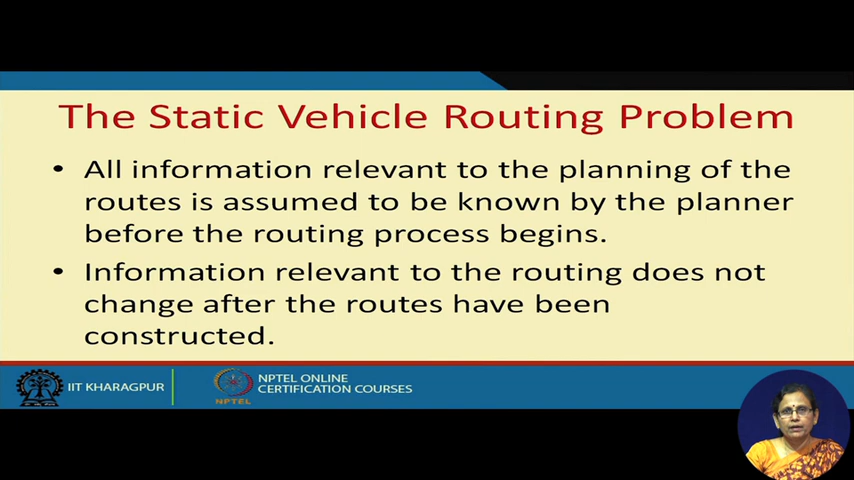 The Static Vehicle Routing Problem
• All information relevant to the planning of the
routes is assumed to be known by the planner
before the routing process begins.
• Information relevant to the routing does not
change after the routes have been
constructed.
IIT KHARAGPUR
NPTEL
NPTEL ONLINE
CERTIFICATION COURSES